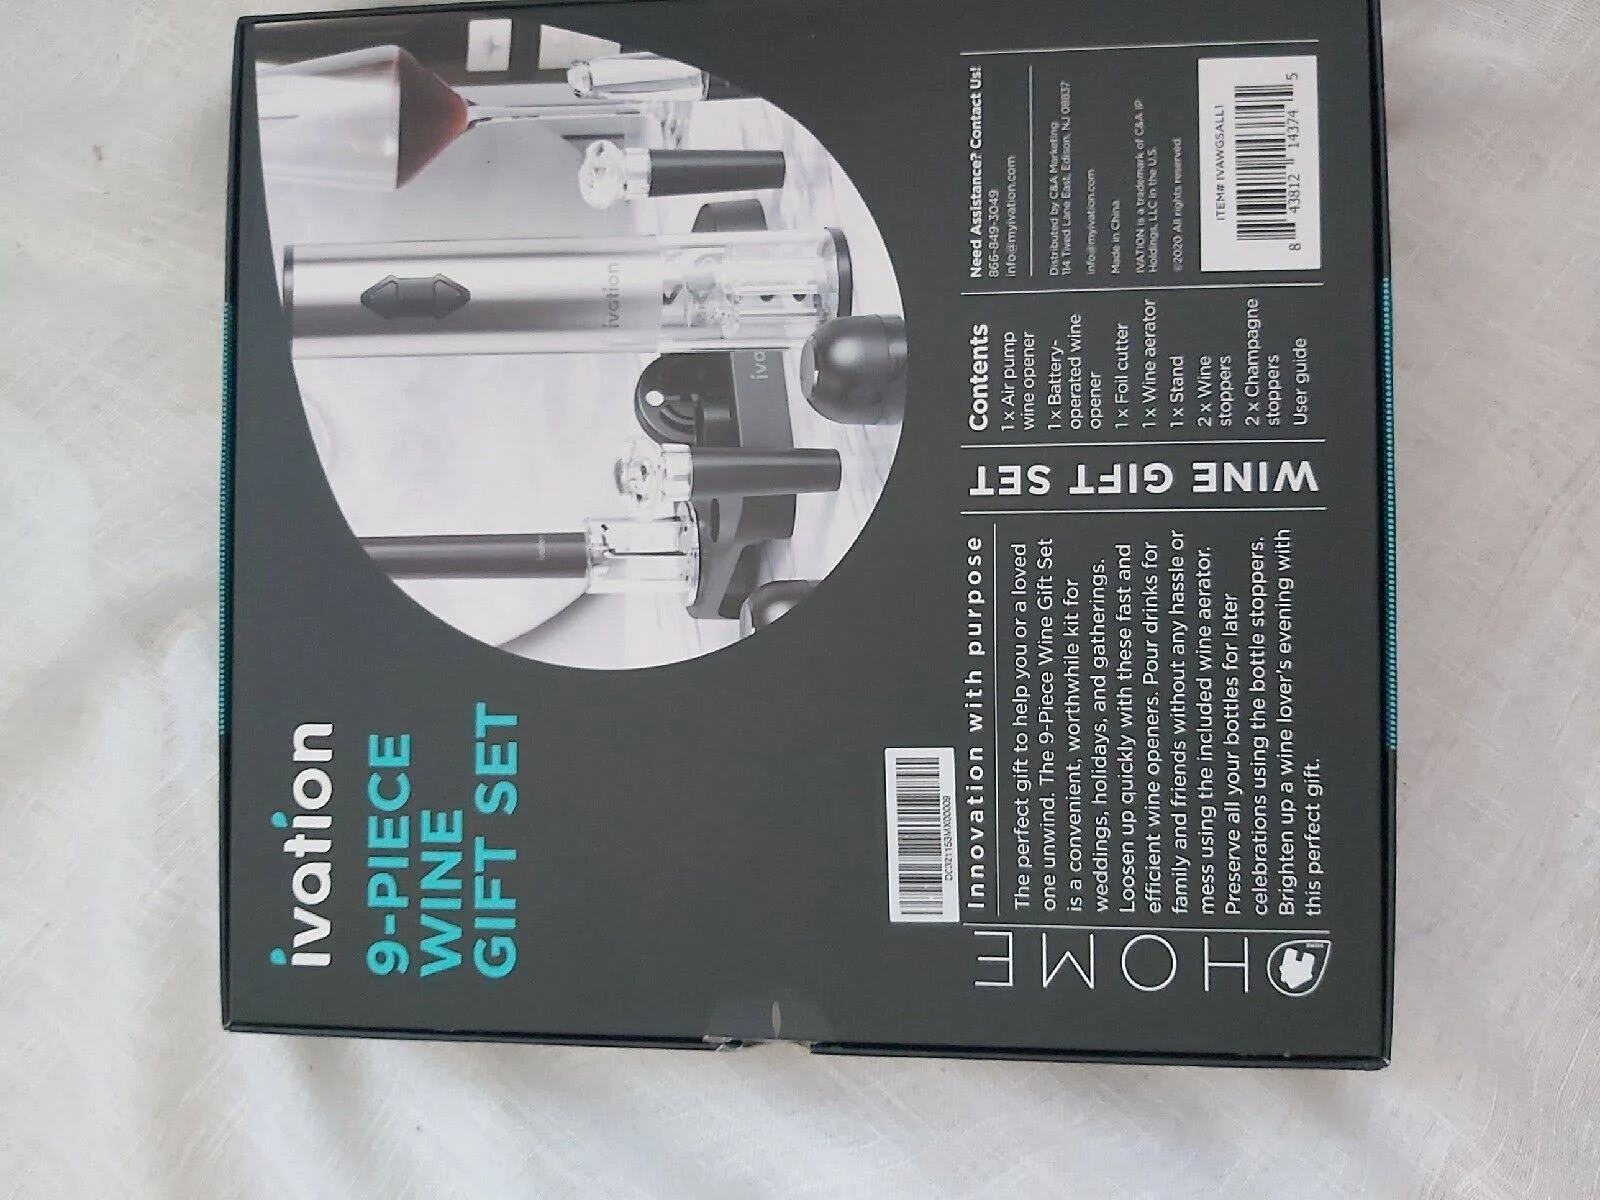 ivation
9-PIECE
WINE
GIFT SET
ivation
iva
DC321153MX00009
HOME
Innovation with purpose
The perfect gift to help you or a loved
one unwind. The 9-Piece Wine Gift Set
is a convenient, worthwhile kit for
weddings, holidays, and gatherings.
Loosen up quickly with these fast and
efficient wine openers. Pour drinks for
family and friends without any hassle or
mess using the included wine aerator.
Preserve all your bottles for later
celebrations using the bottle stoppers.
Brighten up a wine lover's evening with
this perfect gift.
WINE GIFT SET
Contents
1 x Air pump
wine opener
1 x Battery-
operated wine
opener
1 x Foil cutter
1 x Wine aerator
1 x Stand
2 x Wine
stoppers
2 x Champagne
stoppers
User guide
Need Assistance? Contact Us!
866-849-3049
info@myivation.com
Distributed by C&A Marketing
114 Tived Lane East, Edison, NJ 08837
info@myivation.com
Made in China
IVATION is a trademark of C&A IP
Holdings, LLC in the U.S.
©2020 All rights reserved
ITEM# IVAWGSALL1
8 43812 14374 5